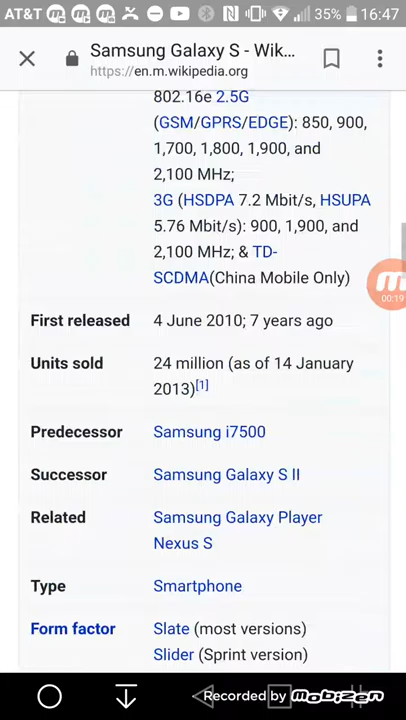 AT&T 35% 16:47
Samsung Galaxy S - Wik...
https://en.m.wikipedia.org
802.16e 2.5G
(GSM/GPRS/EDGE): 850, 900,
1,700, 1,800, 1,900, and
2,100 MHz;
3G (HSDPA 7.2 Mbit/s, HSUPA
5.76 Mbit/s): 900, 1,900, and
2,100 MHz; & TD-
SCDMA(China Mobile Only)
00:19
First released 4 June 2010; 7 years ago
Units sold 24 million (as of 14 January
2013)[1]
Predecessor Samsung i7500
Successor Samsung Galaxy S II
Related Samsung Galaxy Player
Nexus S
Type Smartphone
Form factor Slate (most versions)
Slider (Sprint version)
Recorded by Mobizen